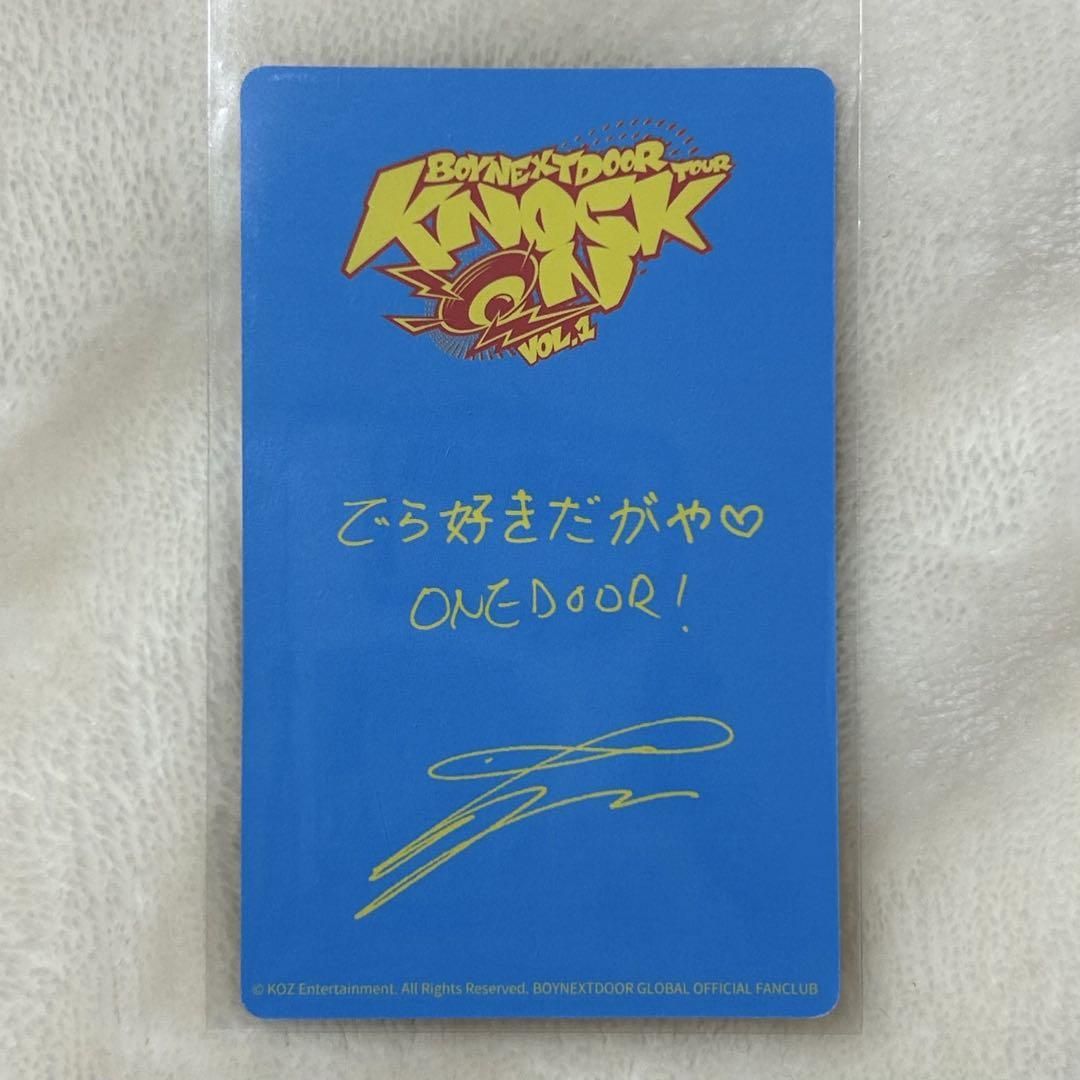 BOYNEXTDOOR TOUR
KNOCK
ON
VOL.1
でら好きだがや♡
ONEDOOR!
© KOZ Entertainment. All Rights Reserved. BOYNEXTDOOR GLOBAL OFFICIAL FANCLUB